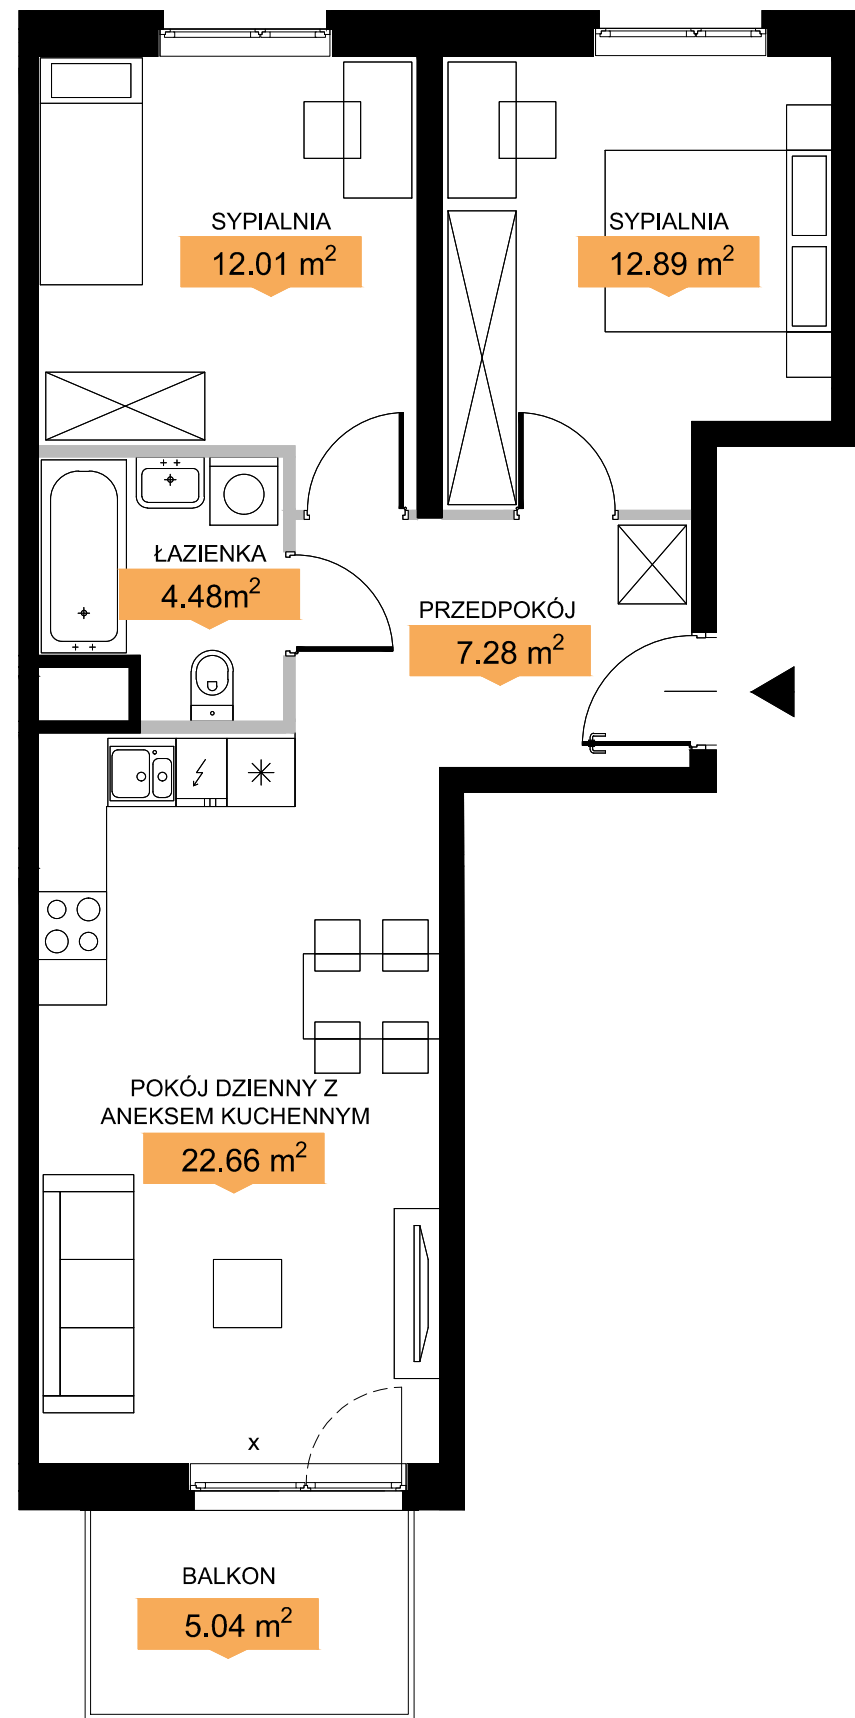 SYPIALNIA
12.01 m²
SYPIALNIA
12.89 m²
ŁAZIENKA
4.48m²
PRZEDPOKÓJ
7.28 m²
POKÓJ DZIENNY Z
ANEKSEM KUCHENNYM
22.66 m²
x
BALKON
5.04 m²